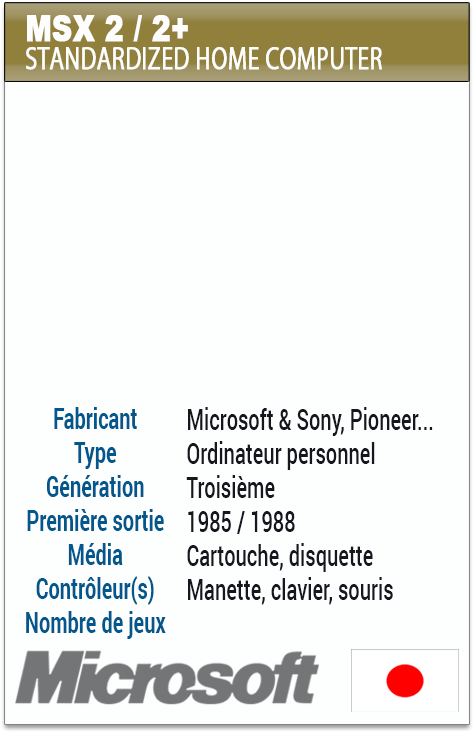 MSX 2 / 2+
STANDARDIZED HOME COMPUTER
Fabricant Microsoft & Sony, Pioneer...
Type Ordinateur personnel
Génération Troisième
Première sortie 1985 / 1988
Média Cartouche, disquette
Contrôleur(s) Manette, clavier, souris
Nombre de jeux
Microsoft